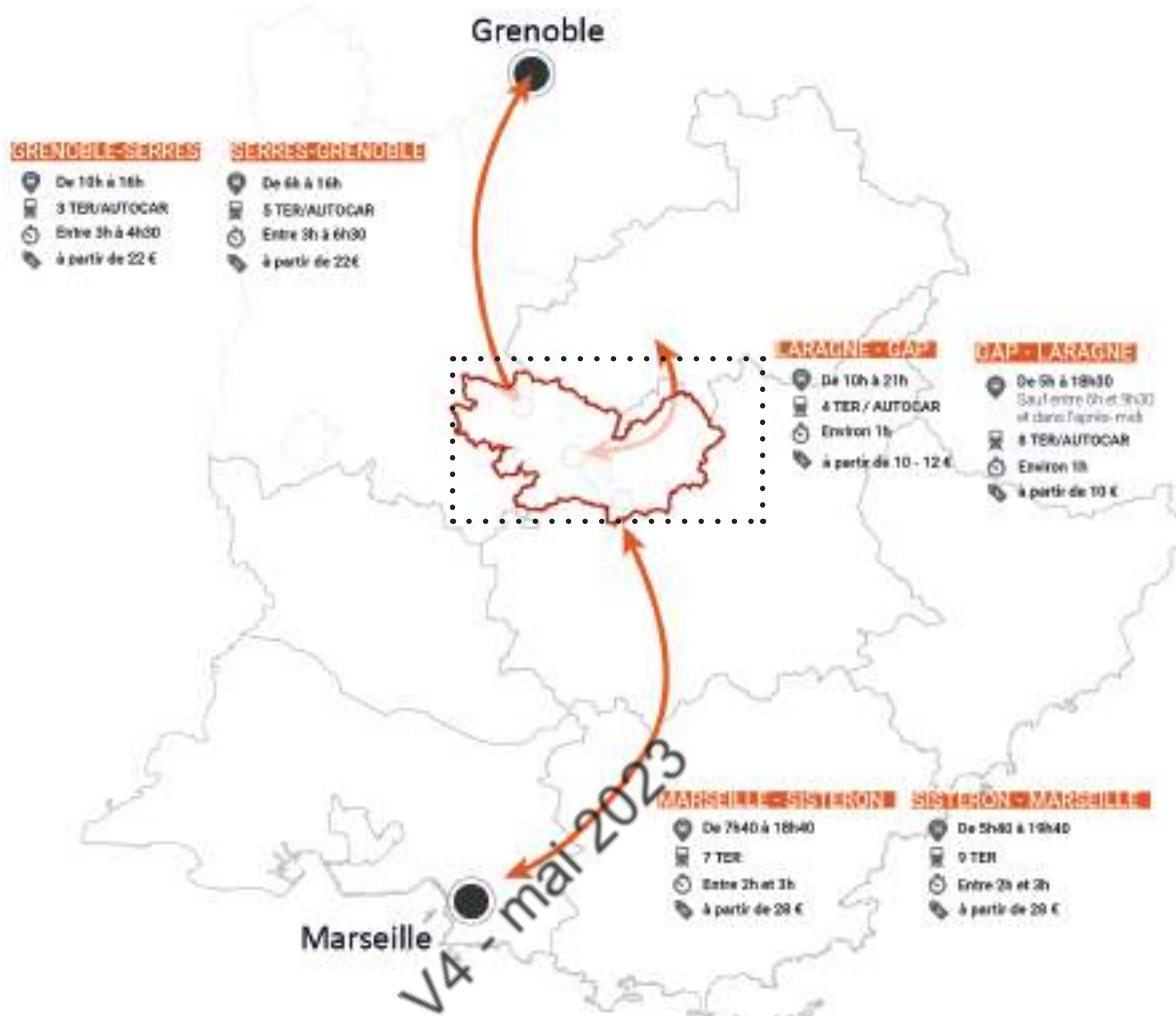 Grenoble
GRENOBLE-SERRES
De 10h à 16h
3 TER/AUTOCAR
Entre 3h à 4h30
à partir de 22 €
SERRES-GRENOBLE
De 6h à 16h
5 TER/AUTOCAR
Entre 3h à 6h30
à partir de 22€
LARAGNE - GAP
De 10h à 21h
4 TER / AUTOCAR
Environ 1h
à partir de 10 - 12 €
GAP - LARAGNE
De 5h à 18h30
Sauf entre 6h et 9h30
et dans l'après-midi
8 TER/AUTOCAR
Environ 1h
à partir de 10 €
MARSEILLE - SISTERON
De 7h40 à 18h40
7 TER
Entre 2h et 3h
à partir de 28 €
SISTERON - MARSEILLE
De 5h40 à 19h40
9 TER
Entre 2h et 3h
à partir de 28 €
Marseille
V4 - mai 2023